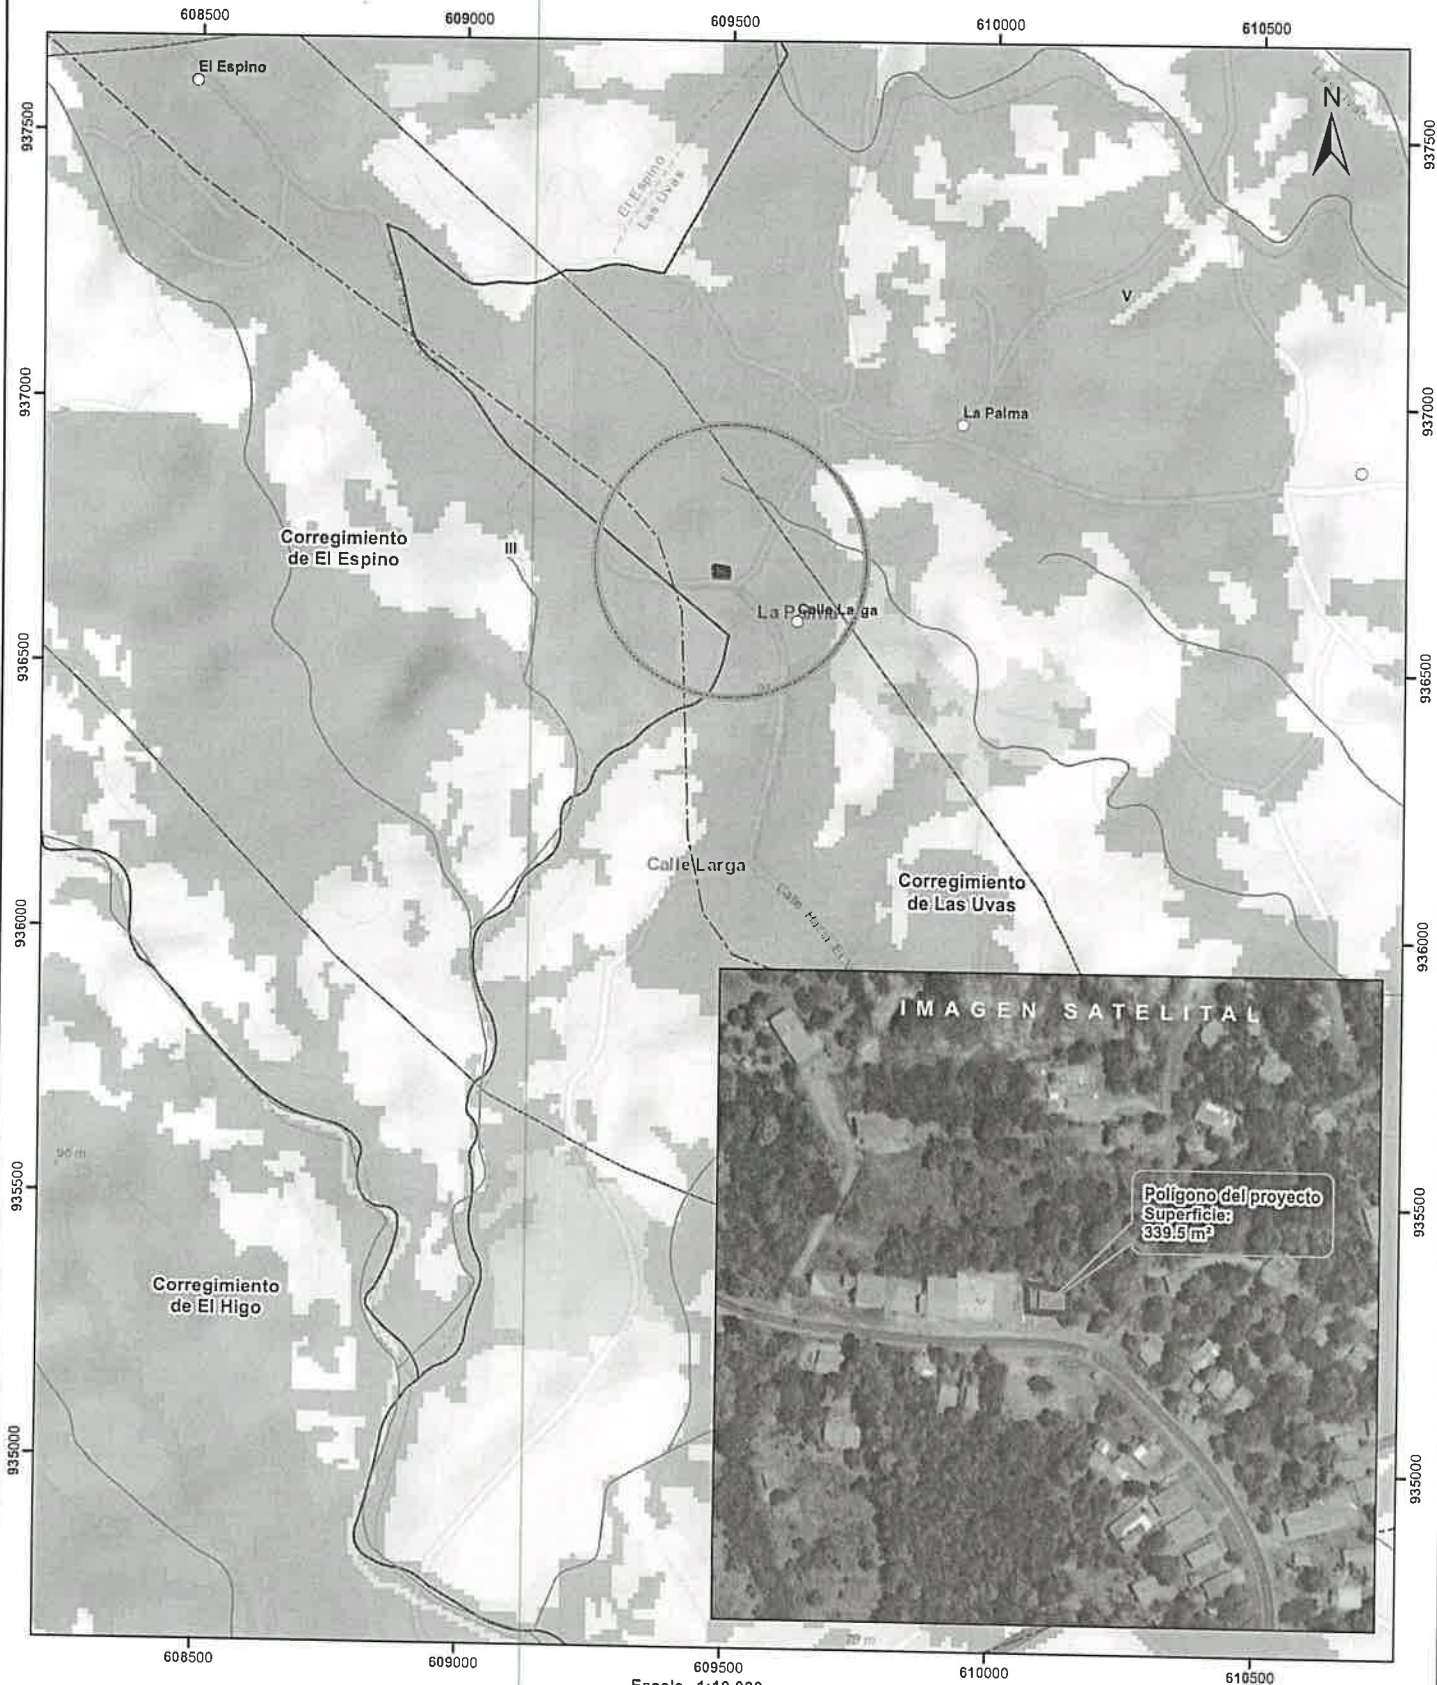 608500
609000
609500
610000
610500
El Espino
N
937500
937500
El Espino
Las Uvas
V
937000
937000
La Palma
Corregimiento
de El Espino
III
La Palma
Calle Larga
936500
936500
Calle Larga
Corregimiento
de Las Uvas
936000
936000
IMAGEN SATELITAL
96 m
935500
935500
Polígono del proyecto
Superficie:
339.5 m²
Corregimiento
de El Higo
935000
935000
608500
609000
609500
610000
610500